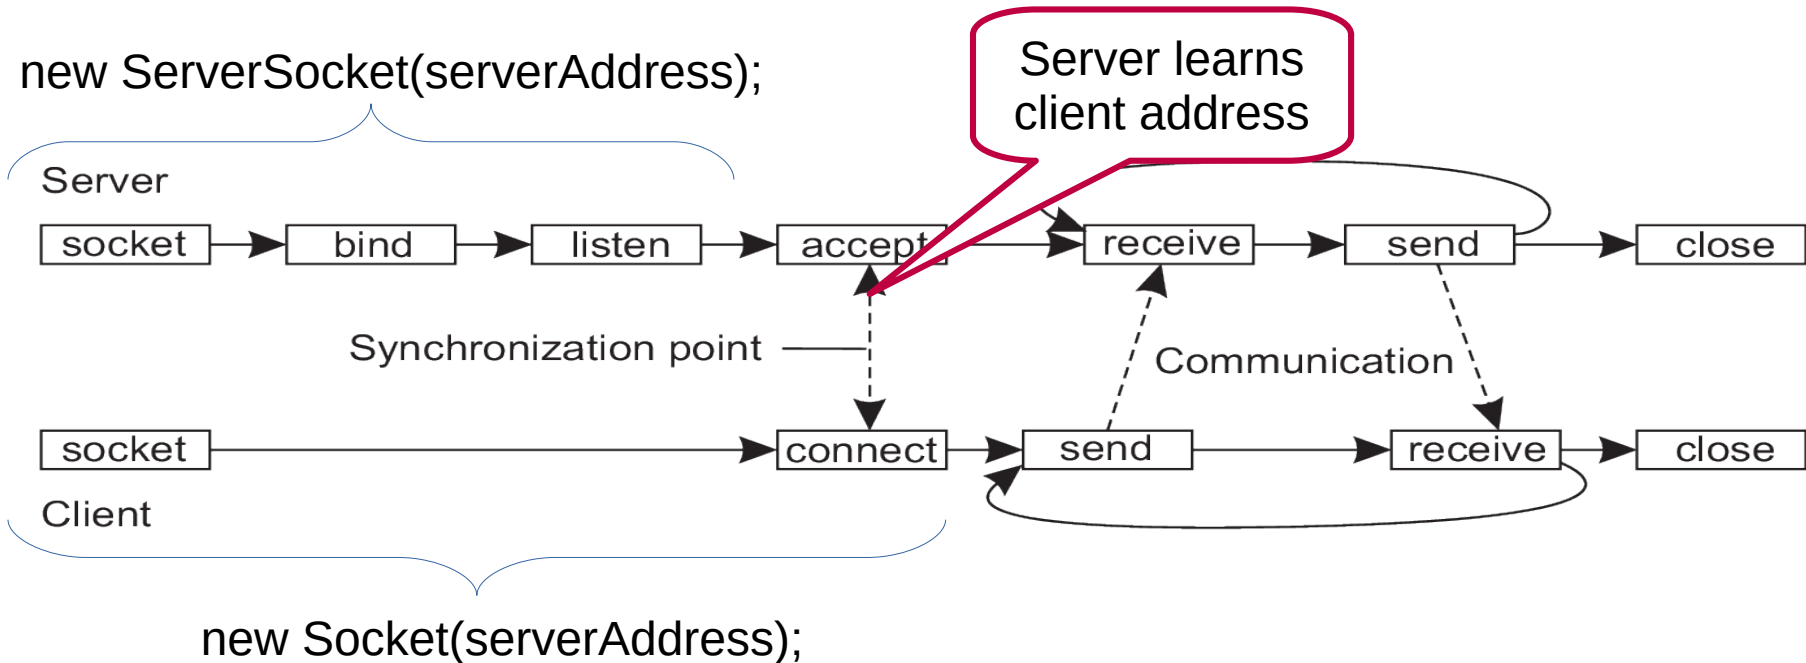 new ServerSocket(serverAddress);
Server learns
client address
Server
socket bind listen accept receive send close
Synchronization point
Communication
socket connect send receive close
Client
new Socket(serverAddress);